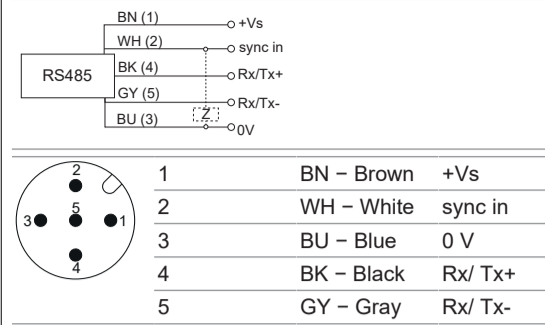 BN (1)
+Vs
WH (2)
sync in
RS485
BK (4)
Rx/Tx+
GY (5)
Rx/Tx-
Z
BU (3)
0V
2
5
3
1
4
1 BN − Brown +Vs
2 WH − White sync in
3 BU − Blue 0 V
4 BK − Black Rx/ Tx+
5 GY − Gray Rx/ Tx-